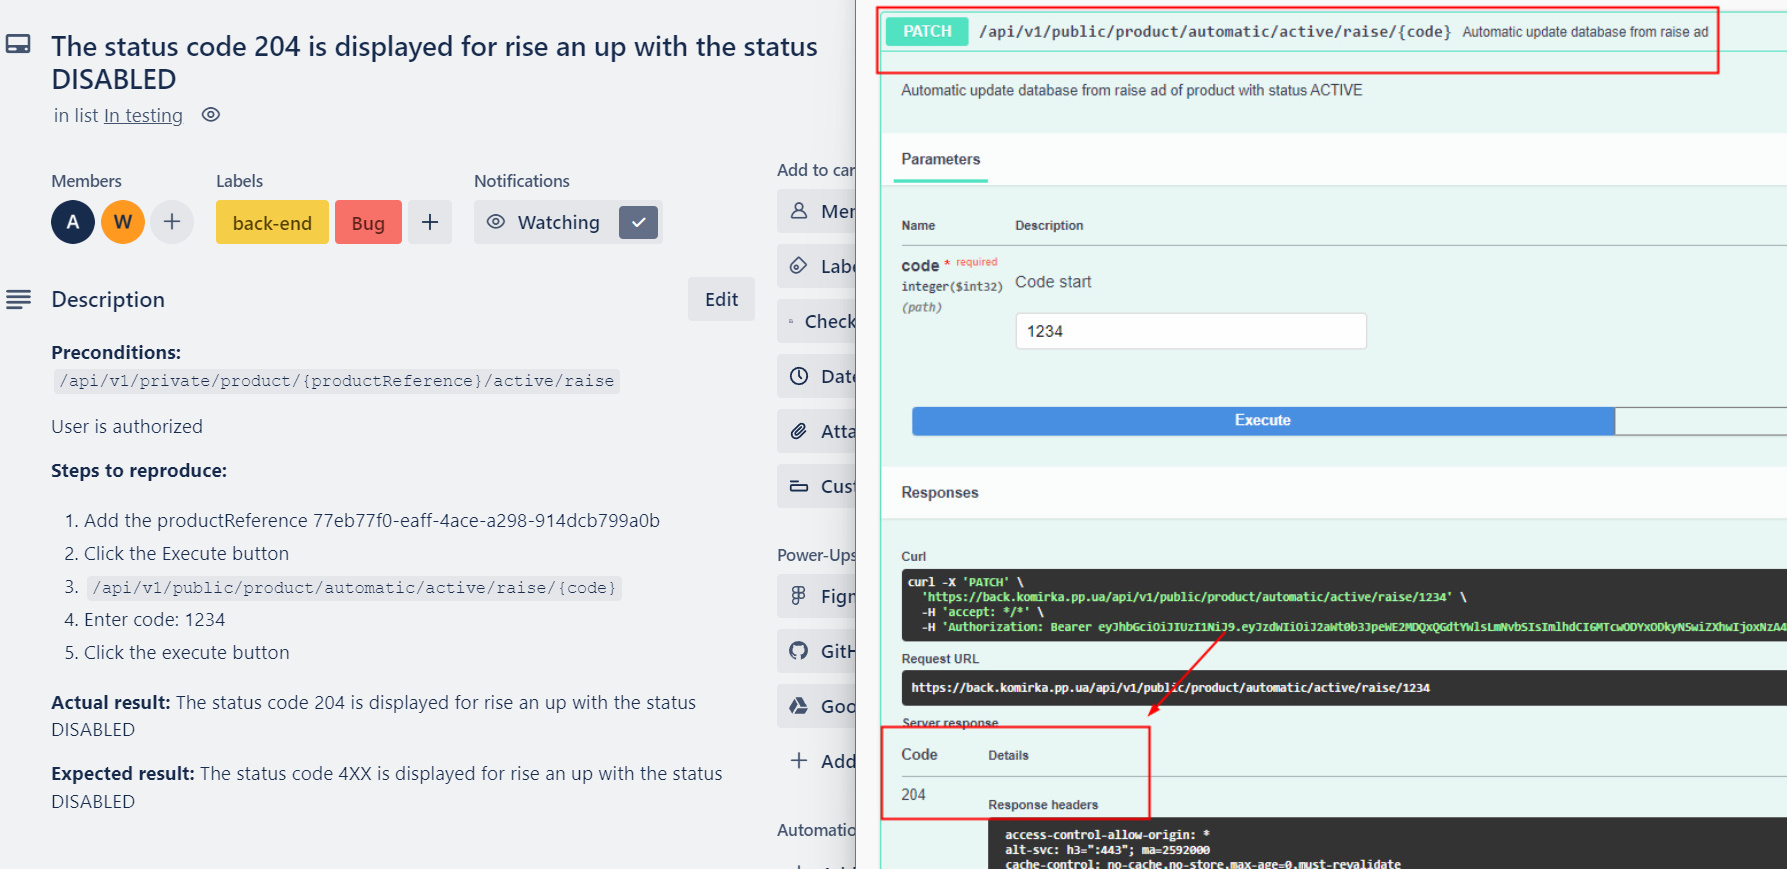 The status code 204 is displayed for rise an up with the status
DISABLED
in list In testing
Members
Labels
Notifications
A
W
back-end
Bug
Watching
Description
Edit
Preconditions:
/api/v1/private/product/{productReference}/active/raise
User is authorized
Steps to reproduce:
1. Add the productReference 77eb77f0-eaff-4ace-a298-914dcb799a0b
2. Click the Execute button
3. /api/v1/public/product/automatic/active/raise/{code}
4. Enter code: 1234
5. Click the execute button
Actual result: The status code 204 is displayed for rise an up with the status
DISABLED
Expected result: The status code 4XX is displayed for rise an up with the status
DISABLED
Add to car
Mer
Labe
Check
Date
Atta
Cust
Power-Ups
Figr
GitH
Goo
Add
Automatio
PATCH /api/v1/public/product/automatic/active/raise/{code} Automatic update database from raise ad
Automatic update database from raise ad of product with status ACTIVE
Parameters
Name
Description
code * required
integer($int32)
(path)
Code start
1234
Execute
Responses
Curl
curl -X 'PATCH' \
'https://back.komirka.pp.ua/api/v1/public/product/automatic/active/raise/1234' \
-H 'accept: */*' \
-H 'Authorization: Bearer
Request URL
https://back.komirka.pp.ua/api/v1/public/product/automatic/active/raise/1234
Server response
Code
Details
204
Response headers
access-control-allow-origin: *
alt-svc: h3=":443"; ma=2592000
cache-control: no-cache,no-store,max-age=0,must-revalidate